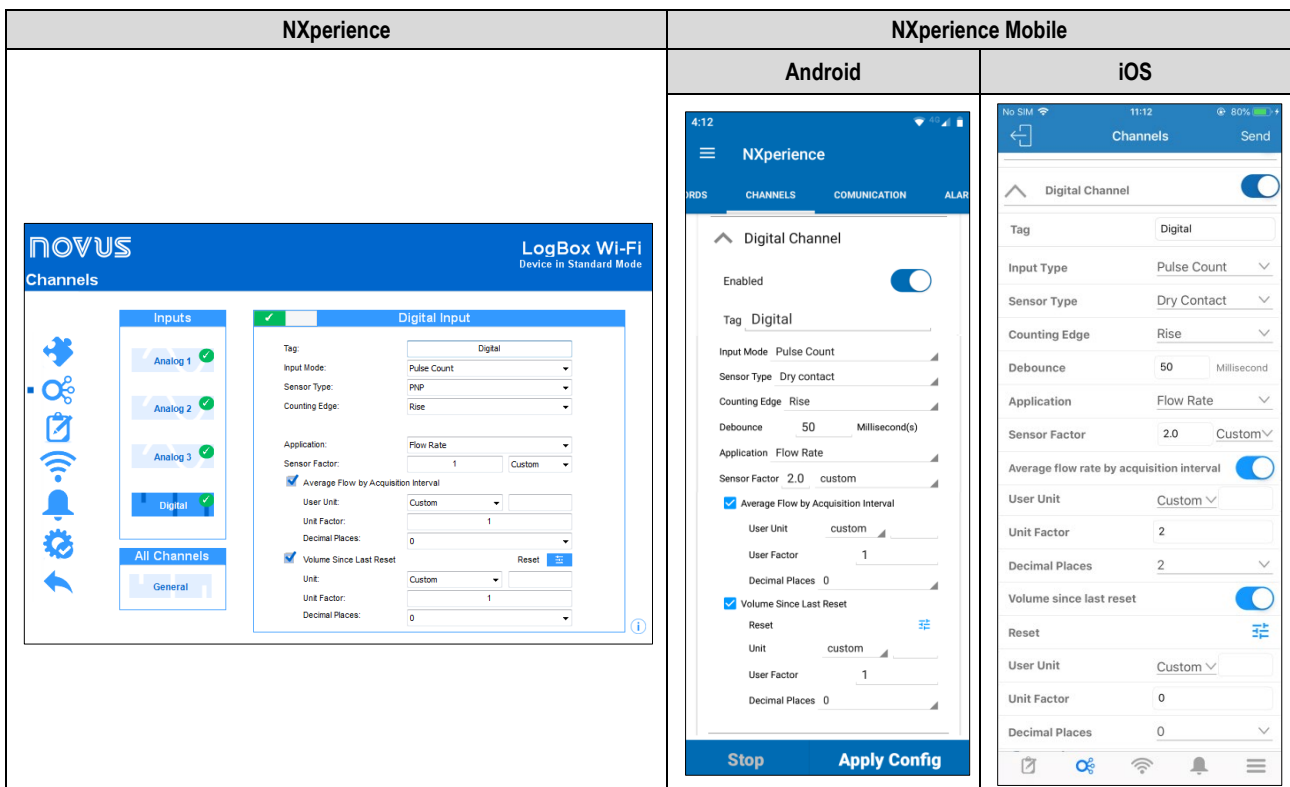 NXperience
NXperience Mobile
Android
iOS
novus
LogBox Wi-Fi
Device in Standard Mode
Channels
Inputs
Analog 1
Analog 2
Analog 3
Digital
All Channels
General
Digital Input
Tag: Digital
Input Mode: Pulse Count
Sensor Type: PNP
Counting Edge: Rise
Application: Flow Rate
Sensor Factor: 1 Custom
Average Flow by Acquisition Interval
User Unit: Custom
Unit Factor: 1
Decimal Places: 0
Volume Since Last Reset Reset
Unit: Custom
Unit Factor: 1
Decimal Places: 0
4:12 4G
NXperience
ORDS CHANNELS COMUNICATION ALAR
Digital Channel
Enabled
Tag Digital
Input Mode Pulse Count
Sensor Type Dry contact
Counting Edge Rise
Debounce 50 Millisecond(s)
Application Flow Rate
Sensor Factor 2.0 custom
Average Flow by Acquisition Interval
User Unit custom
User Factor 1
Decimal Places 0
Volume Since Last Reset
Reset
Unit custom
User Factor 1
Decimal Places 0
Stop Apply Config
No SIM 11:12 80%
Channels Send
Digital Channel
Tag Digital
Input Type Pulse Count
Sensor Type Dry Contact
Counting Edge Rise
Debounce 50 Millisecond
Application Flow Rate
Sensor Factor 2.0 Custom
Average flow rate by acquisition interval
User Unit Custom
Unit Factor 2
Decimal Places 2
Volume since last reset
Reset
User Unit Custom
Unit Factor 0
Decimal Places 0